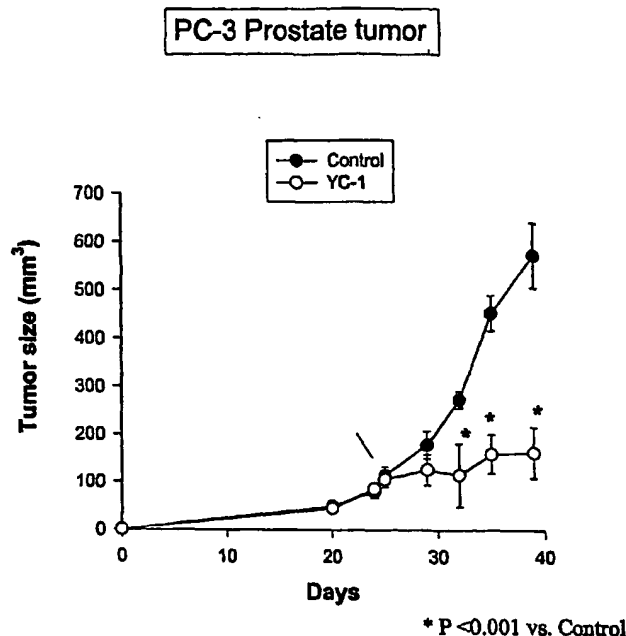 PC-3 Prostate tumor
Control
YC-1
700
600
500
400
300
200
100
0
Tumor size (mm³)
*
*
*
0
10
20
30
40
Days
* P <0.001 vs. Control